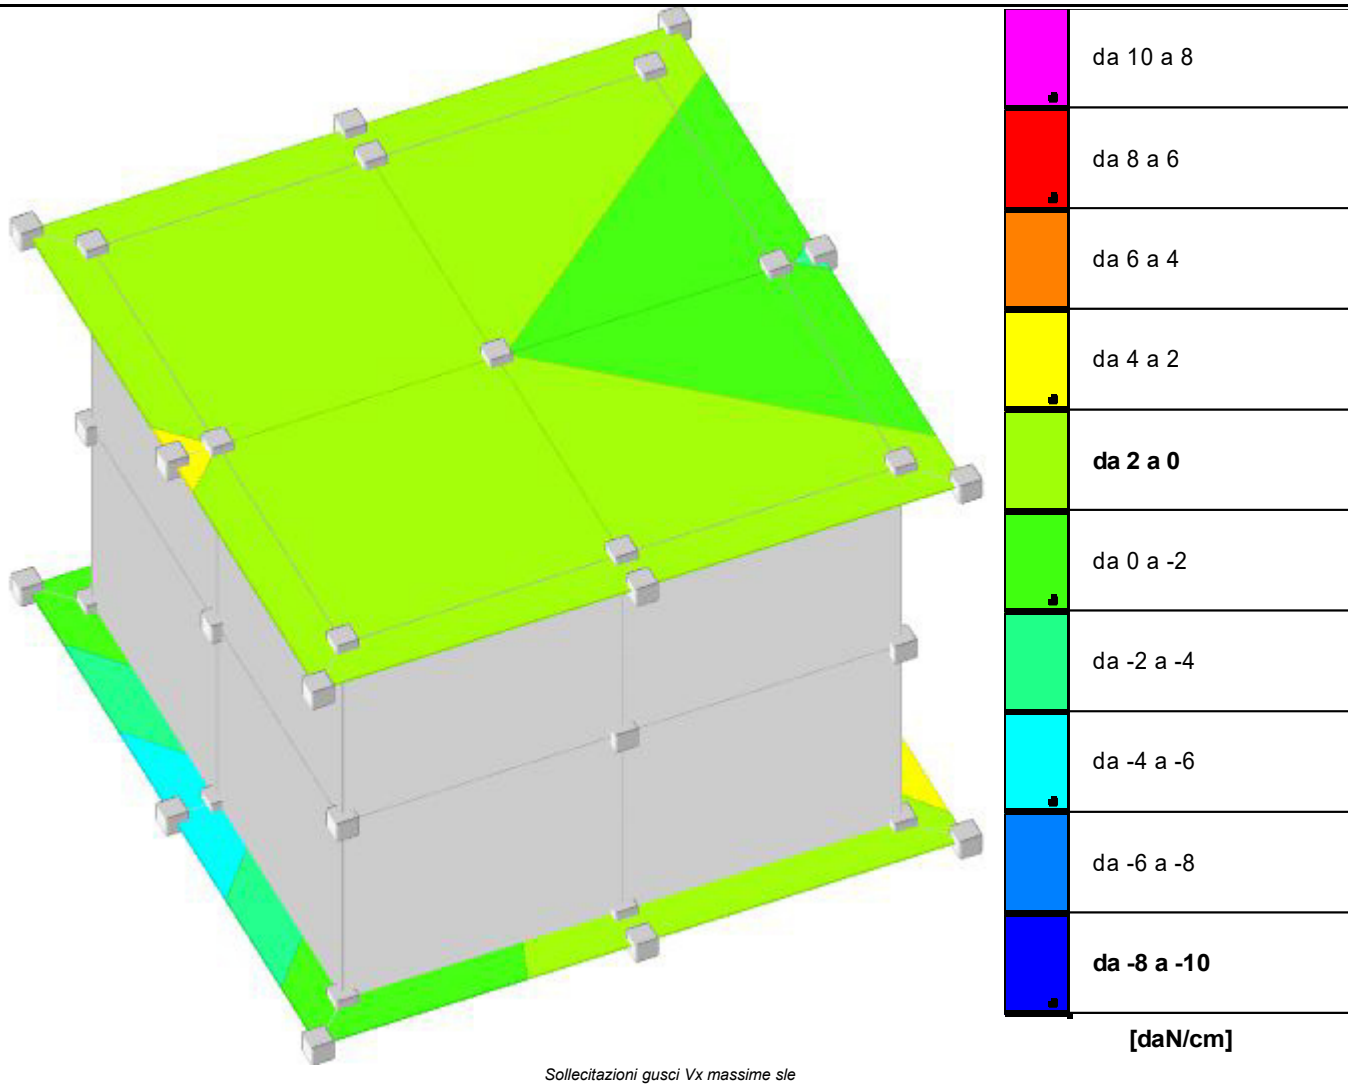 da 10 a 8
da 8 a 6
da 6 a 4
da 4 a 2
da 2 a 0
da 0 a -2
da -2 a -4
da -4 a -6
da -6 a -8
da -8 a -10
[daN/cm]
Sollecitazioni gusci Vx massime sle